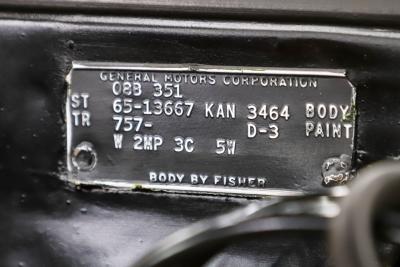 GENERAL MOTORS CORPORATION
08B 351
ST 65-13667 KAN 3464 BODY
TR 757- D-3 PAINT
W 2MP 3C 5W
BODY BY FISHER